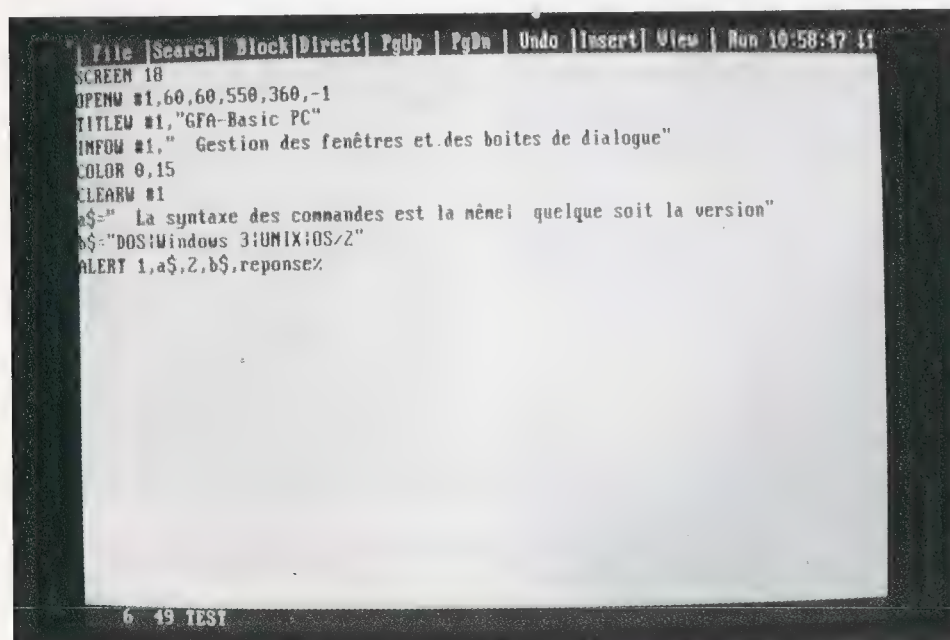 | File |Search| Block|Direct| PgUp | PgDn | Undo |Insert| View | Run 10:58:47 ↓1
SCREEN 18
OPENW #1,60,60,550,360,-1
TITLEW #1,"GFA-Basic PC"
INFOW #1,"  Gestion des fenêtres et des boites de dialogue"
COLOR 0,15
CLEARW #1
a$="  La syntaxe des commandes est la même|  quelque soit la version"
b$="DOS|Windows 3|UNIX|OS/2"
ALERT 1,a$,2,b$,reponse%
6 49 TEST